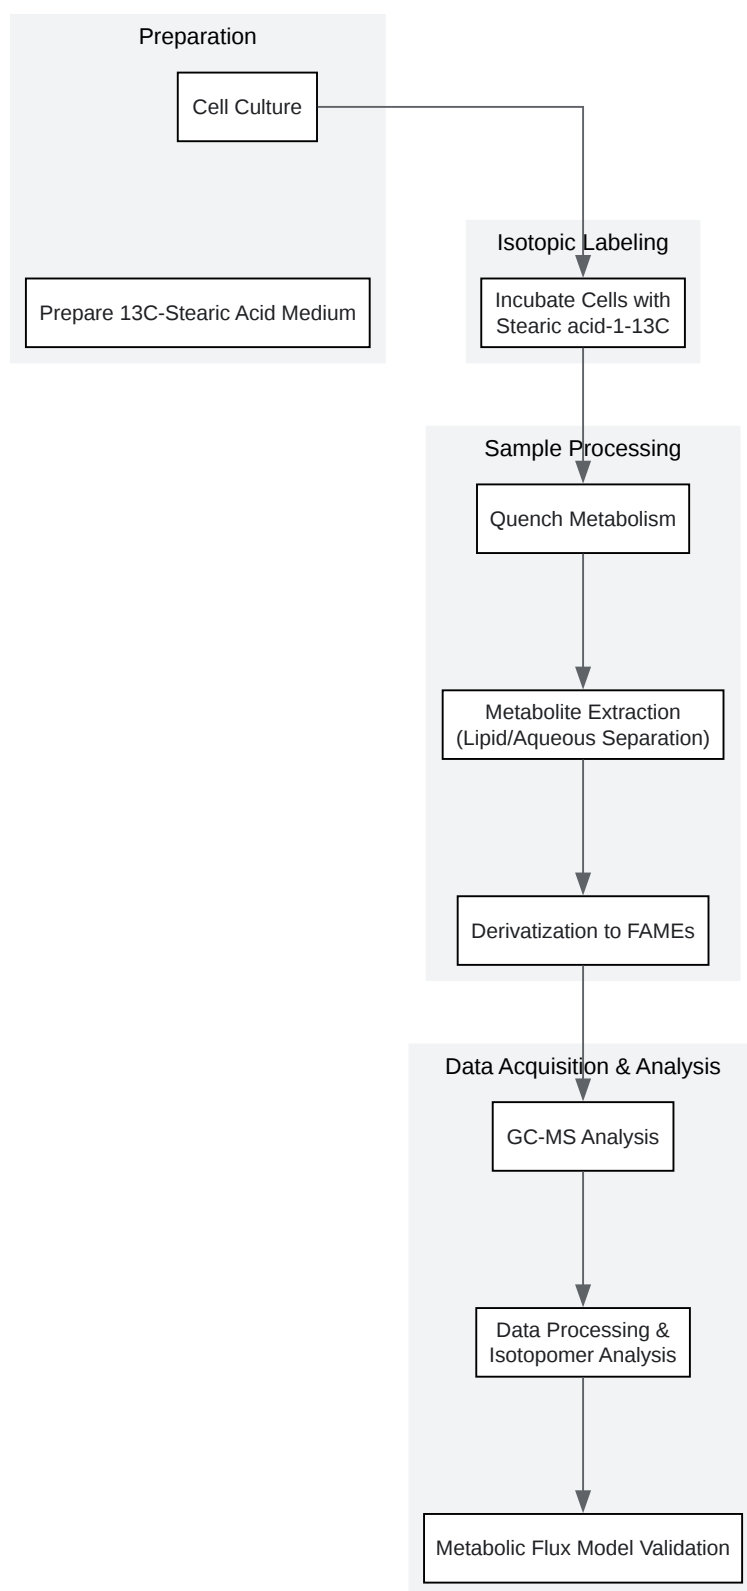 Preparation
Cell Culture
Isotopic Labeling
Prepare 13C-Stearic Acid Medium
Incubate Cells with
Stearic acid-1-13C
Sample Processing
Quench Metabolism
Metabolite Extraction
(Lipid/Aqueous Separation)
Derivatization to FAMEs
Data Acquisition & Analysis
GC-MS Analysis
Data Processing &
Isotopomer Analysis
Metabolic Flux Model Validation